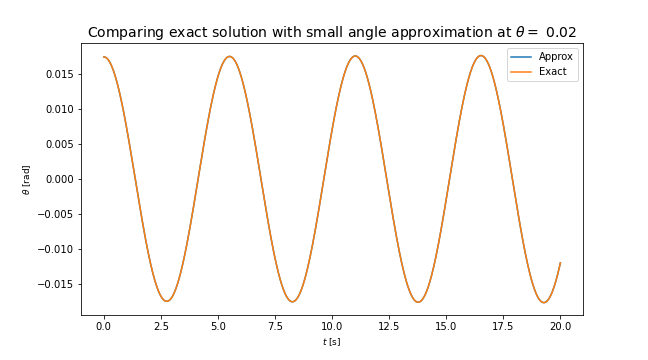 Comparing exact solution with small angle approximation at θ = 0.02
Approx
Exact
0.015
0.010
0.005
0.000
−0.005
−0.010
−0.015
θ [rad]
0.0 2.5 5.0 7.5 10.0 12.5 15.0 17.5 20.0
t [s]